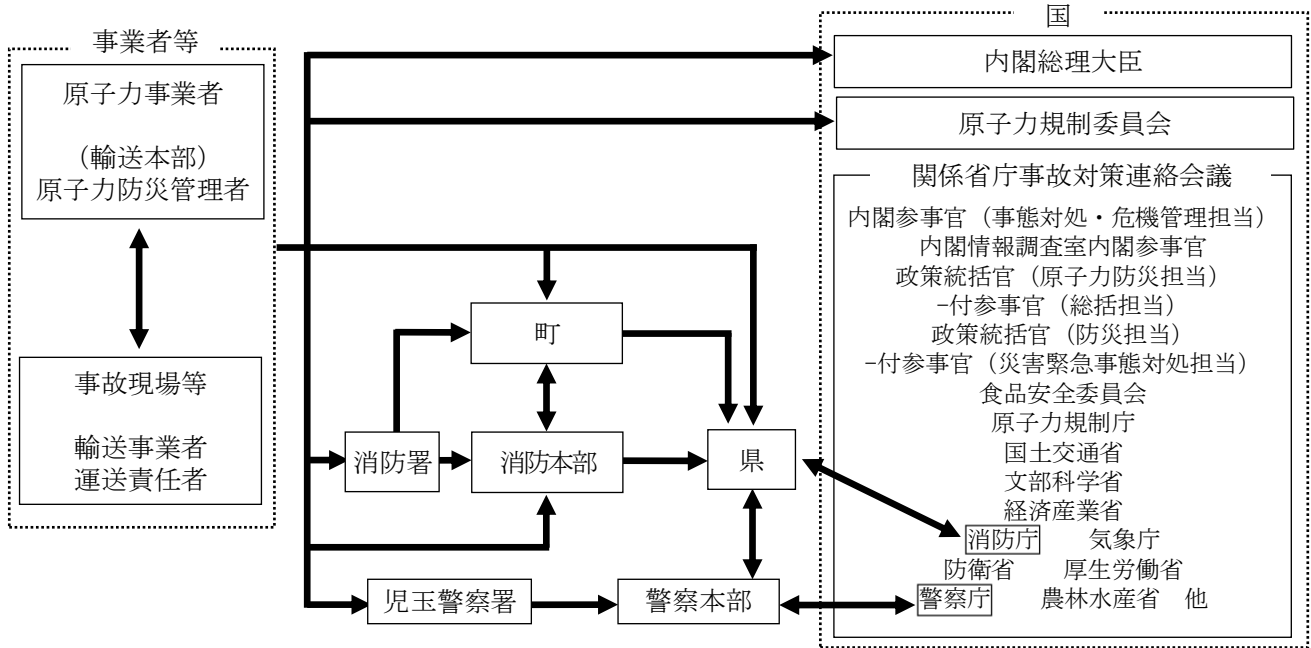 事業者等
原子力事業者
（輸送本部）
原子力防災管理者
事故現場等
輸送事業者
運送責任者
町
消防署
消防本部
県
児玉警察署
警察本部
国
内閣総理大臣
原子力規制委員会
関係省庁事故対策連絡会議
内閣参事官（事態対処・危機管理担当）
内閣情報調査室内閣参事官
政策統括官（原子力防災担当）
−付参事官（総括担当）
政策統括官（防災担当）
−付参事官（災害緊急事態対処担当）
食品安全委員会
原子力規制庁
国土交通省
文部科学省
経済産業省
消防庁　気象庁
防衛省　厚生労働省
警察庁　農林水産省　他